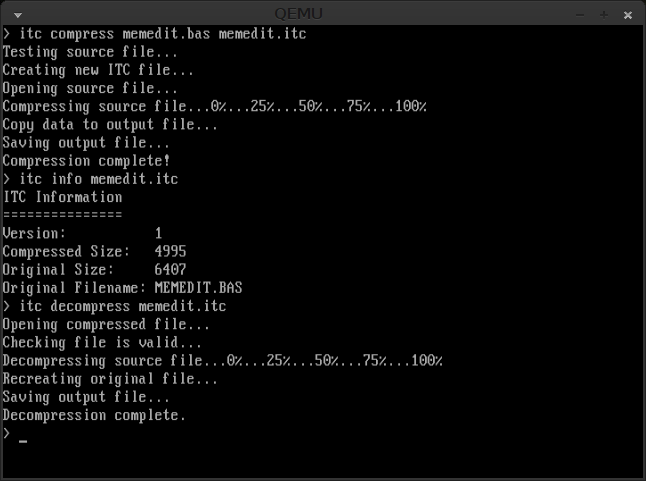 QEMU
> itc compress memedit.bas memedit.itc
Testing source file...
Creating new ITC file...
Opening source file...
Compressing source file...0%...25%...50%...75%...100%
Copy data to output file...
Saving output file...
Compression complete!
> itc info memedit.itc
ITC Information
===============
Version:           1
Compressed Size:   4995
Original Size:     6407
Original Filename: MEMEDIT.BAS
> itc decompress memedit.itc
Opening compressed file...
Checking file is valid...
Decompressing source file...0%...25%...50%...75%...100%
Recreating original file...
Saving output file...
Decompression complete.
> _